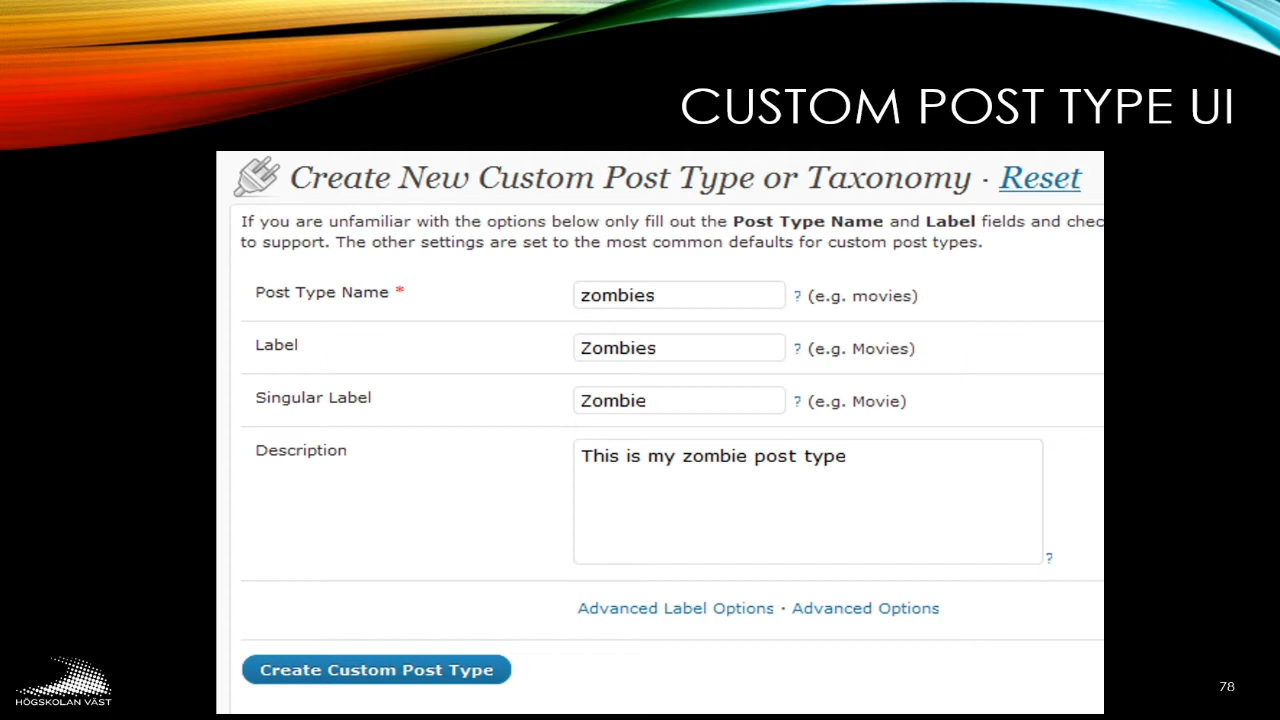 CUSTOM POST TYPE UI
Create New Custom Post Type or Taxonomy · Reset
If you are unfamiliar with the options below only fill out the Post Type Name and Label fields and chec
to support. The other settings are set to the most common defaults for custom post types.
Post Type Name * zombies ? (e.g. movies)
Label Zombies ? (e.g. Movies)
Singular Label Zombie ? (e.g. Movie)
Description This is my zombie post type
?
Advanced Label Options · Advanced Options
Create Custom Post Type
HÖGSKOLAN VÄST
78